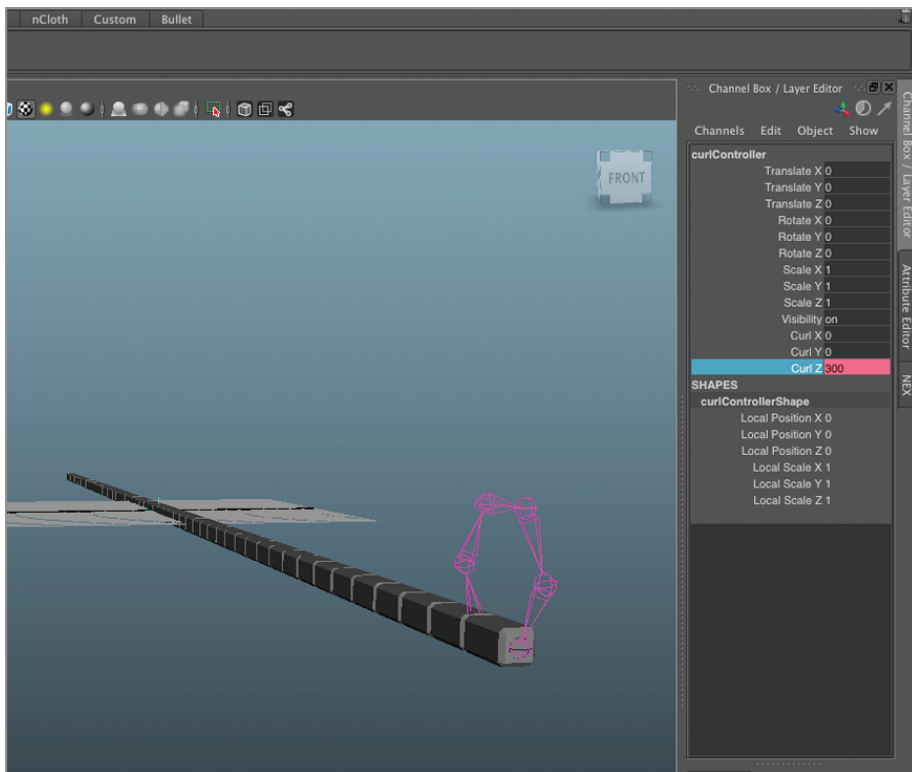 nCloth Custom Bullet
Channel Box / Layer Editor
Channels Edit Object Show
FRONT
curlController
Translate X 0
Translate Y 0
Translate Z 0
Rotate X 0
Rotate Y 0
Rotate Z 0
Scale X 1
Scale Y 1
Scale Z 1
Visibility on
Curl X 0
Curl Y 0
Curl Z 300
SHAPES
curlControllerShape
Local Position X 0
Local Position Y 0
Local Position Z 0
Local Scale X 1
Local Scale Y 1
Local Scale Z 1
Channel Box / Layer Editor
Attribute Editor
NEX